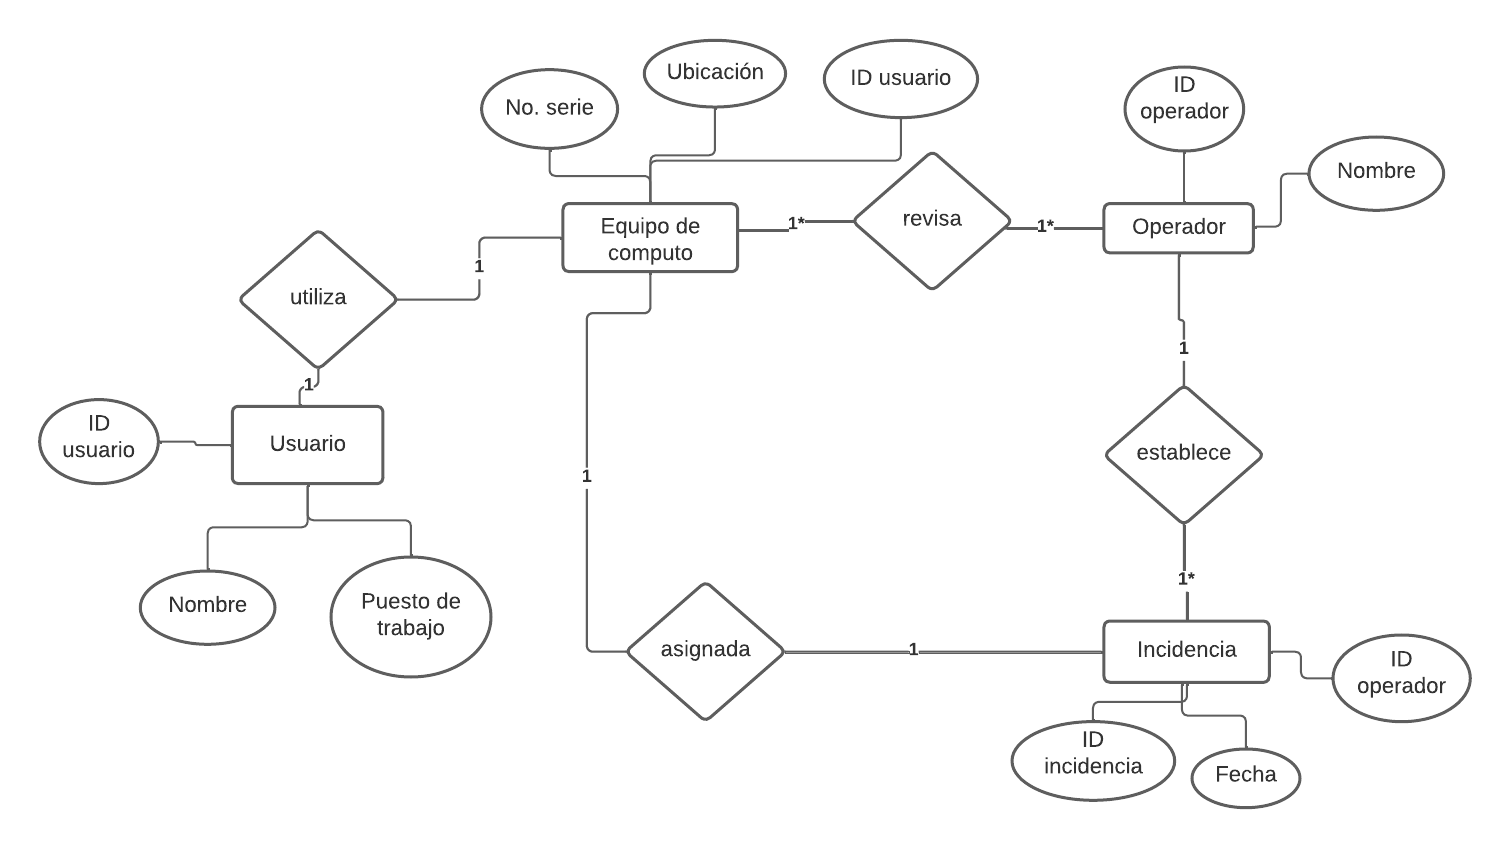 Ubicación
ID usuario
No. serie
ID
operador
Nombre
Equipo de
computo
1*
revisa
1*
Operador
1
utiliza
1
1
ID
usuario
Usuario
establece
1
1*
Nombre
Puesto de
trabajo
asignada
1
Incidencia
ID
operador
ID
incidencia
Fecha